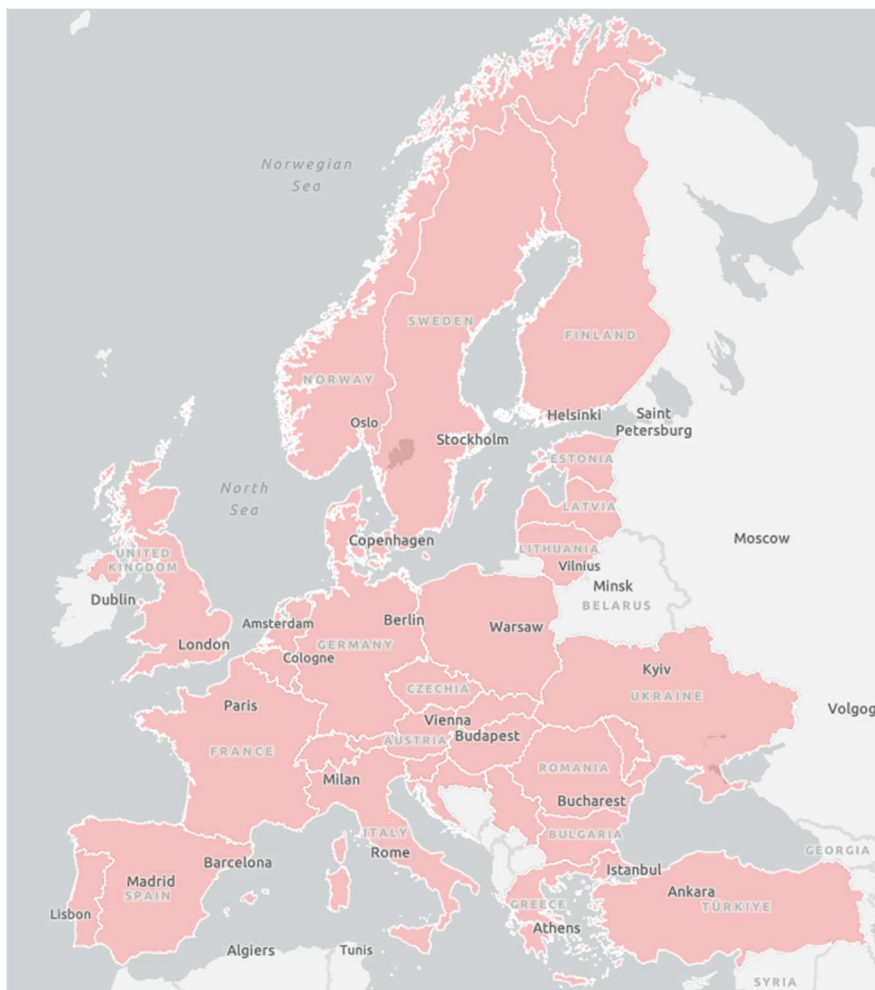 Norwegian
Sea
SWEDEN
FINLAND
NORWAY
Oslo
Helsinki
Saint
Petersburg
Stockholm
ESTONIA
North
Sea
LATVIA
Copenhagen
Moscow
UNITED
KINGDOM
LITHUANIA
Vilnius
Minsk
BELARUS
Dublin
Amsterdam
Berlin
Warsaw
London
GERMANY
Cologne
Kyiv
UKRAINE
CZECHIA
Paris
Volgog
Vienna
AUSTRIA
Budapest
FRANCE
ROMANIA
Milan
Bucharest
ITALY
BULGARIA
Rome
GEORGIA
Barcelona
Istanbul
Madrid
SPAIN
Ankara
TÜRKIYE
Lisbon
GREECE
Athens
Algiers
Tunis
SYRIA